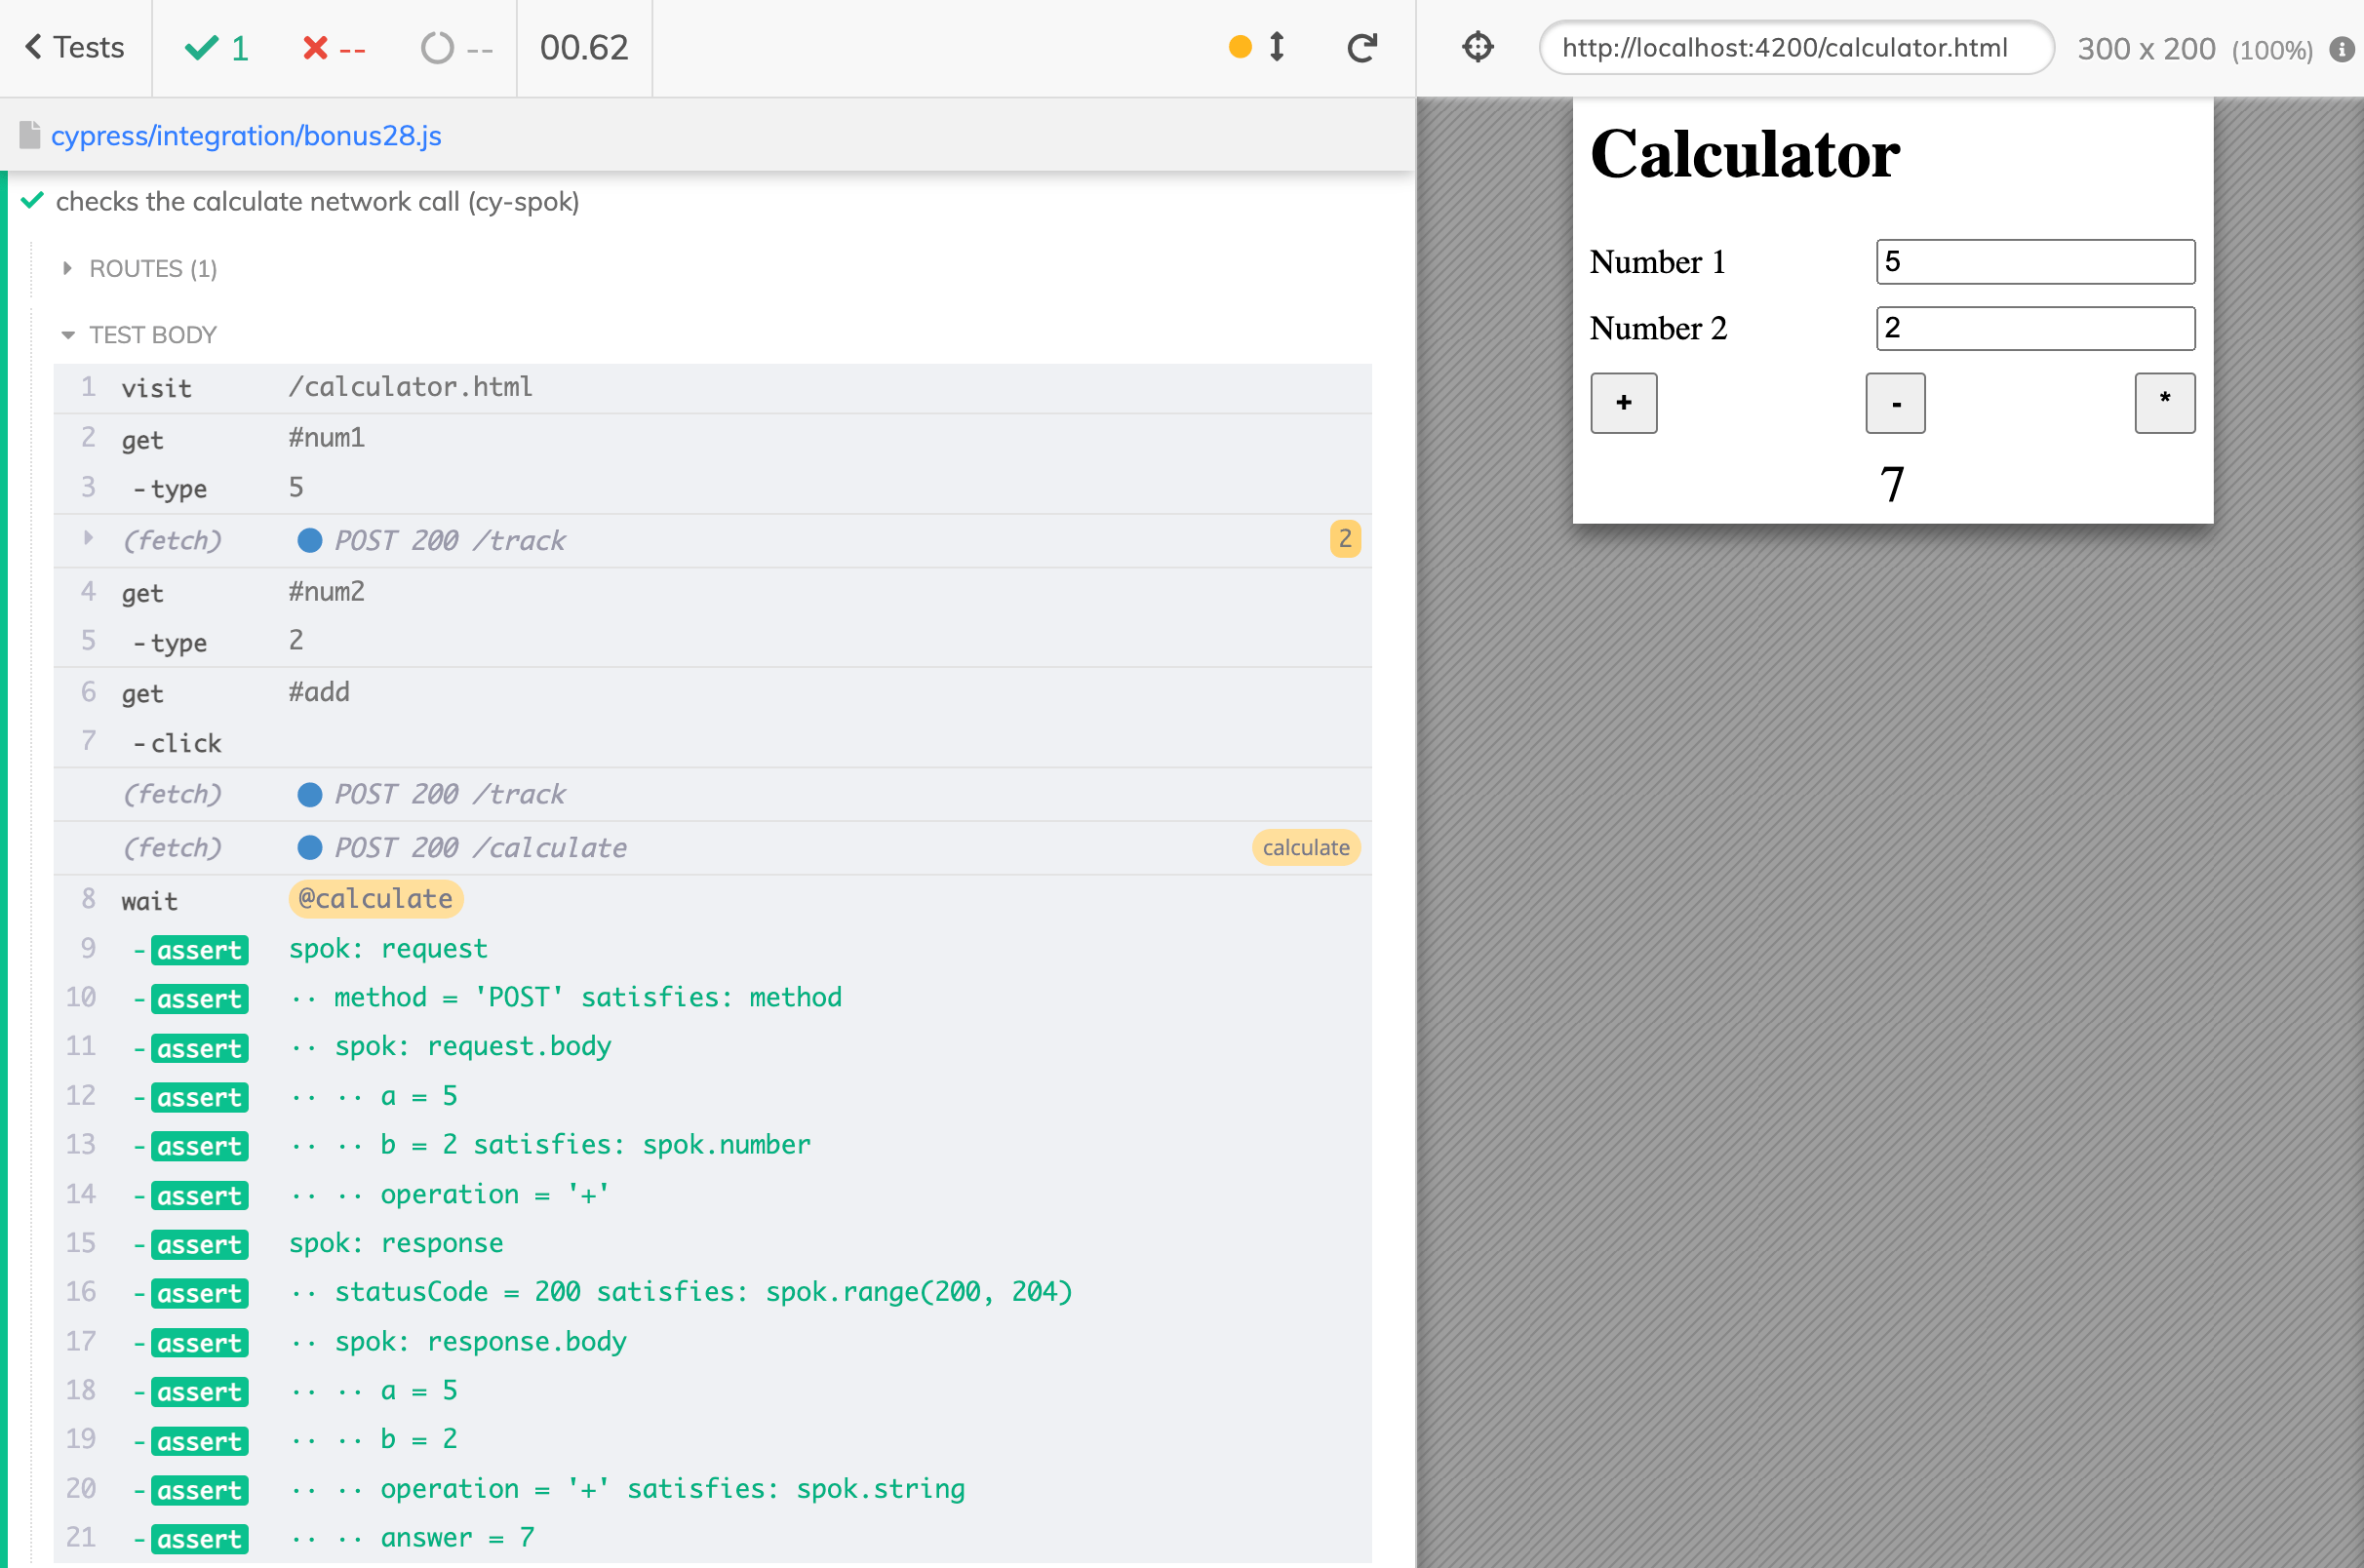 Tests 1 -- -- 00.62
cypress/integration/bonus28.js
checks the calculate network call (cy-spok)
ROUTES (1)
TEST BODY
1 visit /calculator.html
2 get #num1
3 -type 5
(fetch) POST 200 /track 2
4 get #num2
5 -type 2
6 get #add
7 -click
(fetch) POST 200 /track
(fetch) POST 200 /calculate calculate
8 wait @calculate
9 -assert spok: request
10 -assert ·· method = 'POST' satisfies: method
11 -assert ·· spok: request.body
12 -assert ·· ·· a = 5
13 -assert ·· ·· b = 2 satisfies: spok.number
14 -assert ·· ·· operation = '+'
15 -assert spok: response
16 -assert ·· statusCode = 200 satisfies: spok.range(200, 204)
17 -assert ·· spok: response.body
18 -assert ·· ·· a = 5
19 -assert ·· ·· b = 2
20 -assert ·· ·· operation = '+' satisfies: spok.string
21 -assert ·· ·· answer = 7
http://localhost:4200/calculator.html 300 x 200 (100%)
Calculator
Number 1 5
Number 2 2
+ - *
7